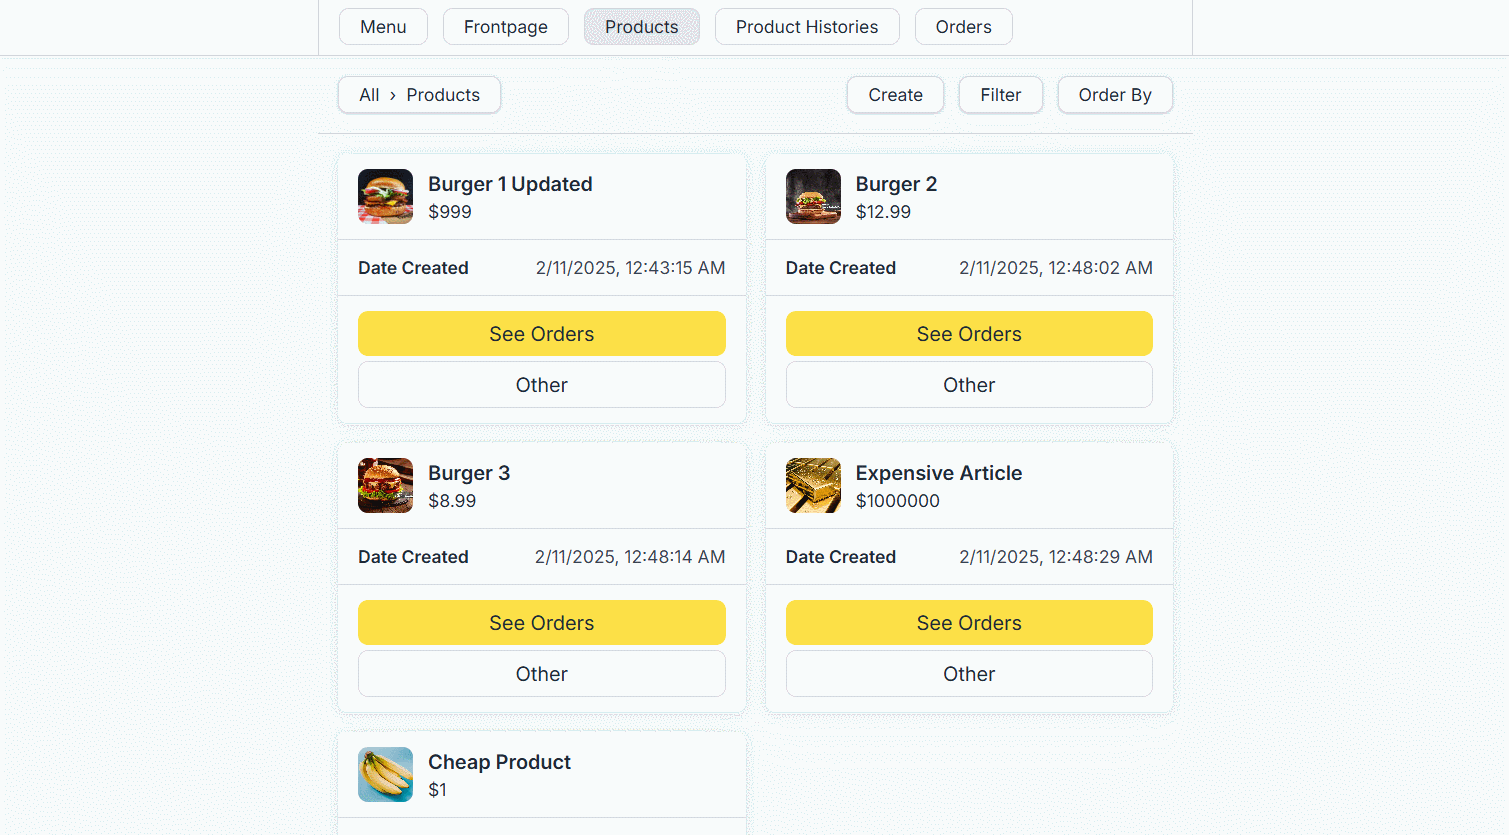 Menu Frontpage Products Product Histories Orders
All › Products Create Filter Order By
Burger 1 Updated
$999
Date Created 2/11/2025, 12:43:15 AM
See Orders
Other
Burger 2
$12.99
Date Created 2/11/2025, 12:48:02 AM
See Orders
Other
Burger 3
$8.99
Date Created 2/11/2025, 12:48:14 AM
See Orders
Other
Expensive Article
$1000000
Date Created 2/11/2025, 12:48:29 AM
See Orders
Other
Cheap Product
$1